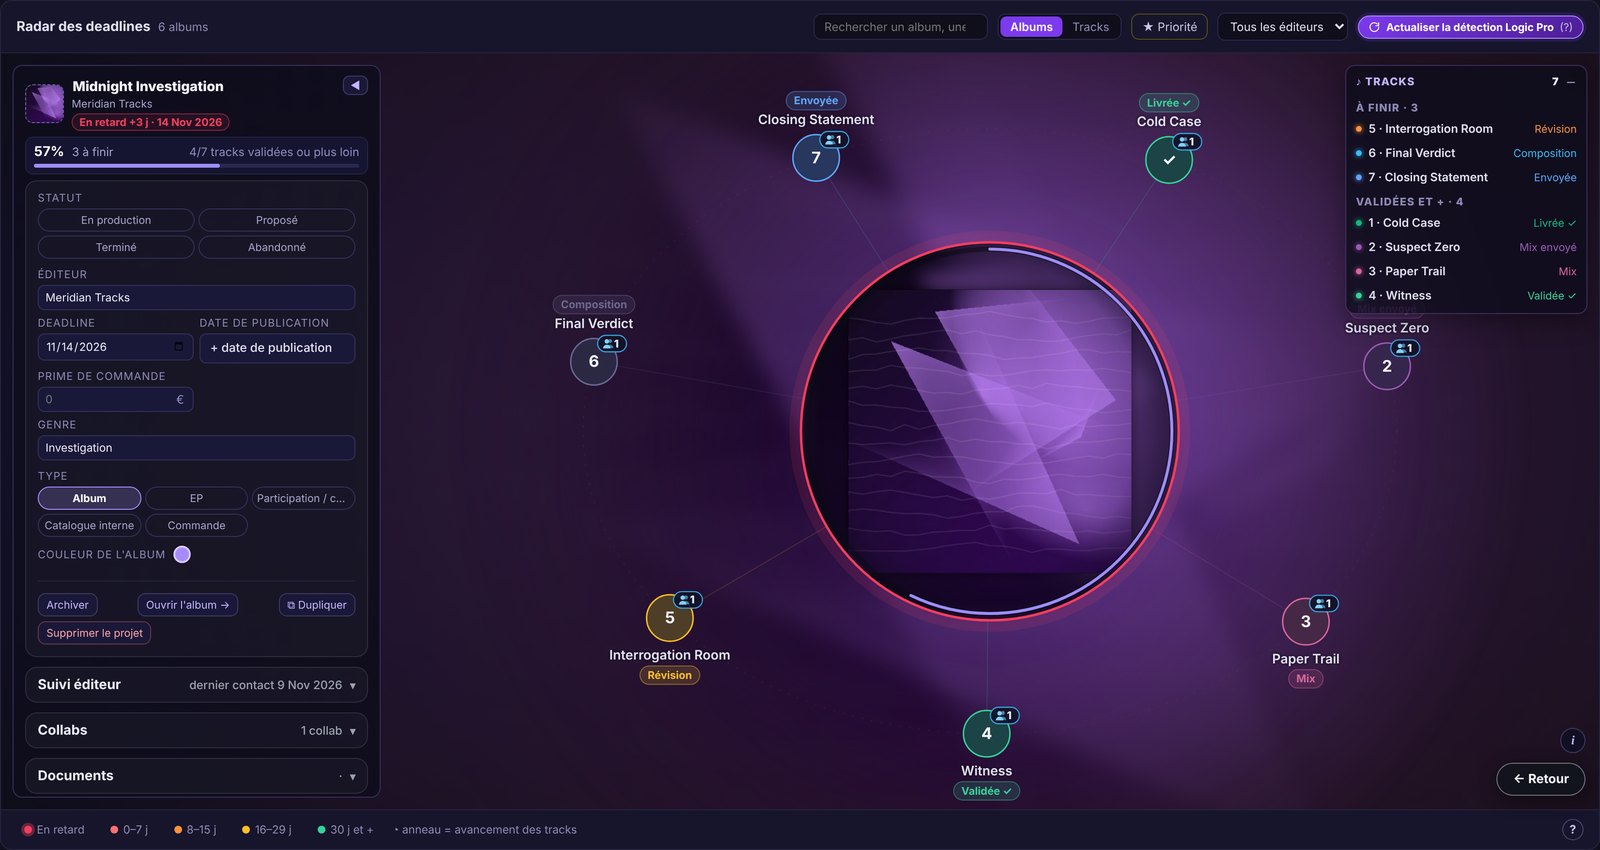 Radar des deadlines 6 albums
Rechercher un album, une
Albums Tracks
★ Priorité
Tous les éditeurs
Actualiser la détection Logic Pro (?)
Midnight Investigation
Meridian Tracks
En retard +3 j · 14 Nov 2026
57% 3 à finir 4/7 tracks validées ou plus loin
STATUT
En production Proposé
Terminé Abandonné
ÉDITEUR
Meridian Tracks
DEADLINE DATE DE PUBLICATION
11/14/2026 + date de publication
PRIME DE COMMANDE
0 €
GENRE
Investigation
TYPE
Album EP Participation / c...
Catalogue interne Commande
COULEUR DE L'ALBUM
Archiver Ouvrir l'album → Dupliquer
Supprimer le projet
Suivi éditeur dernier contact 9 Nov 2026 ▾
Collabs 1 collab ▾
Documents · ▾
Envoyée
Closing Statement
1
7
Livrée ✓
Cold Case
1
✓
Composition
Final Verdict
1
6
Suspect Zero
1
2
1
5
Interrogation Room
Révision
1
3
Paper Trail
Mix
1
4
Witness
Validée ✓
♪ TRACKS 7 –
À FINIR · 3
5 · Interrogation Room Révision
6 · Final Verdict Composition
7 · Closing Statement Envoyée
VALIDÉES ET + · 4
1 · Cold Case Livrée ✓
2 · Suspect Zero Mix envoyé
3 · Paper Trail Mix
4 · Witness Validée ✓
i
← Retour
En retard 0–7 j 8–15 j 16–29 j 30 j et + · anneau = avancement des tracks
?